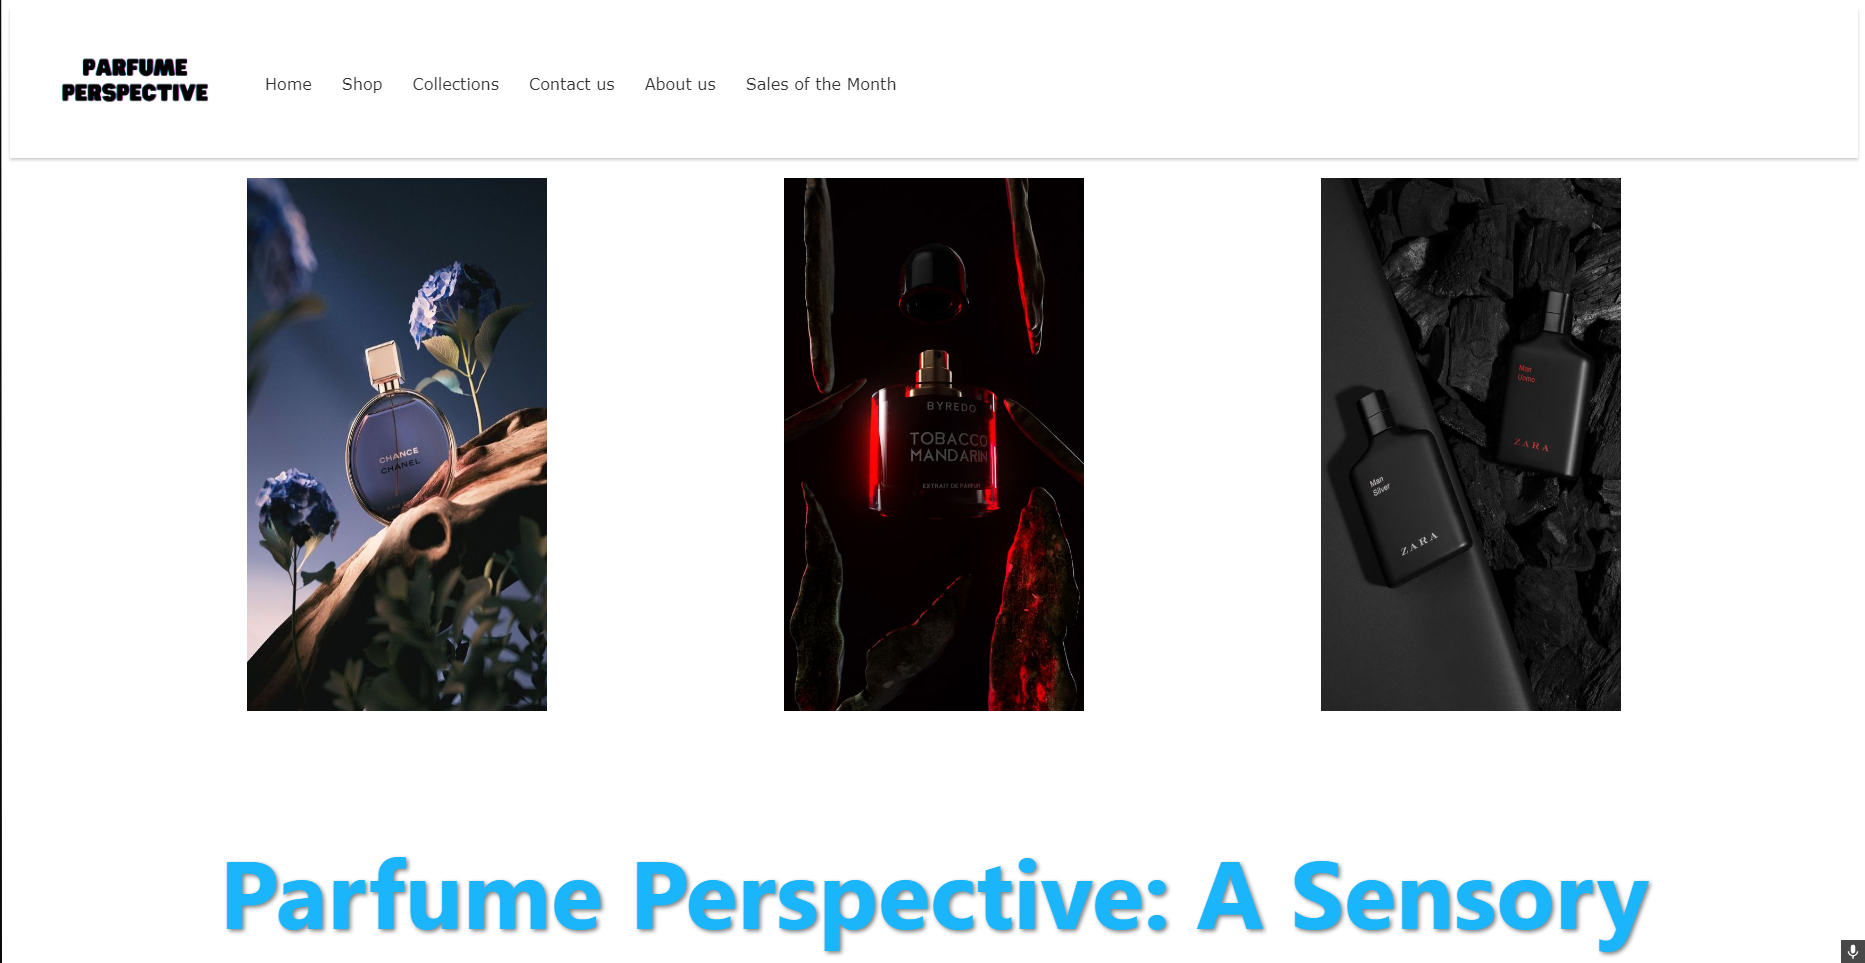 PARFUME
PERSPECTIVE
Home
Shop
Collections
Contact us
About us
Sales of the Month
CHANCE
CHANEL
BYREDO
TOBACCO
MANDARIN
EXTRAIT DE PARFUM
Man
Uomo
ZARA
Man
Silver
ZARA
Parfume Perspective: A Sensory